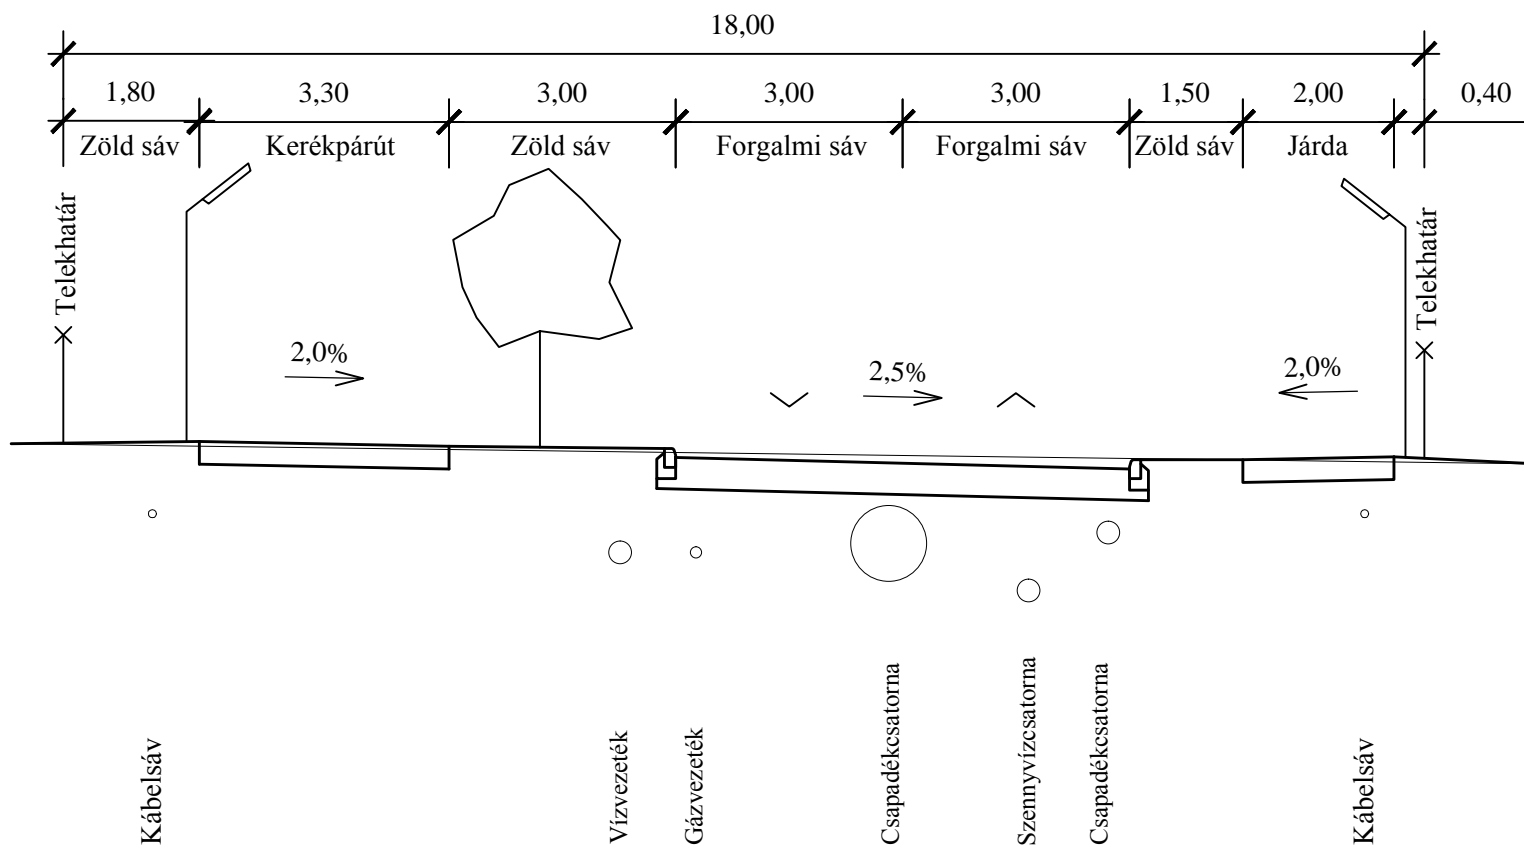 18,00
1,80 3,30 3,00 3,00 3,00 1,50 2,00 0,40
Zöld sáv Kerékpárút Zöld sáv Forgalmi sáv Forgalmi sáv Zöld sáv Járda
Telekhatár
Telekhatár
2,0%
2,5%
2,0%
Kábelsáv
Vízvezeték
Gázvezeték
Csapadékcsatorna
Szennyvízcsatorna
Csapadékcsatorna
Kábelsáv